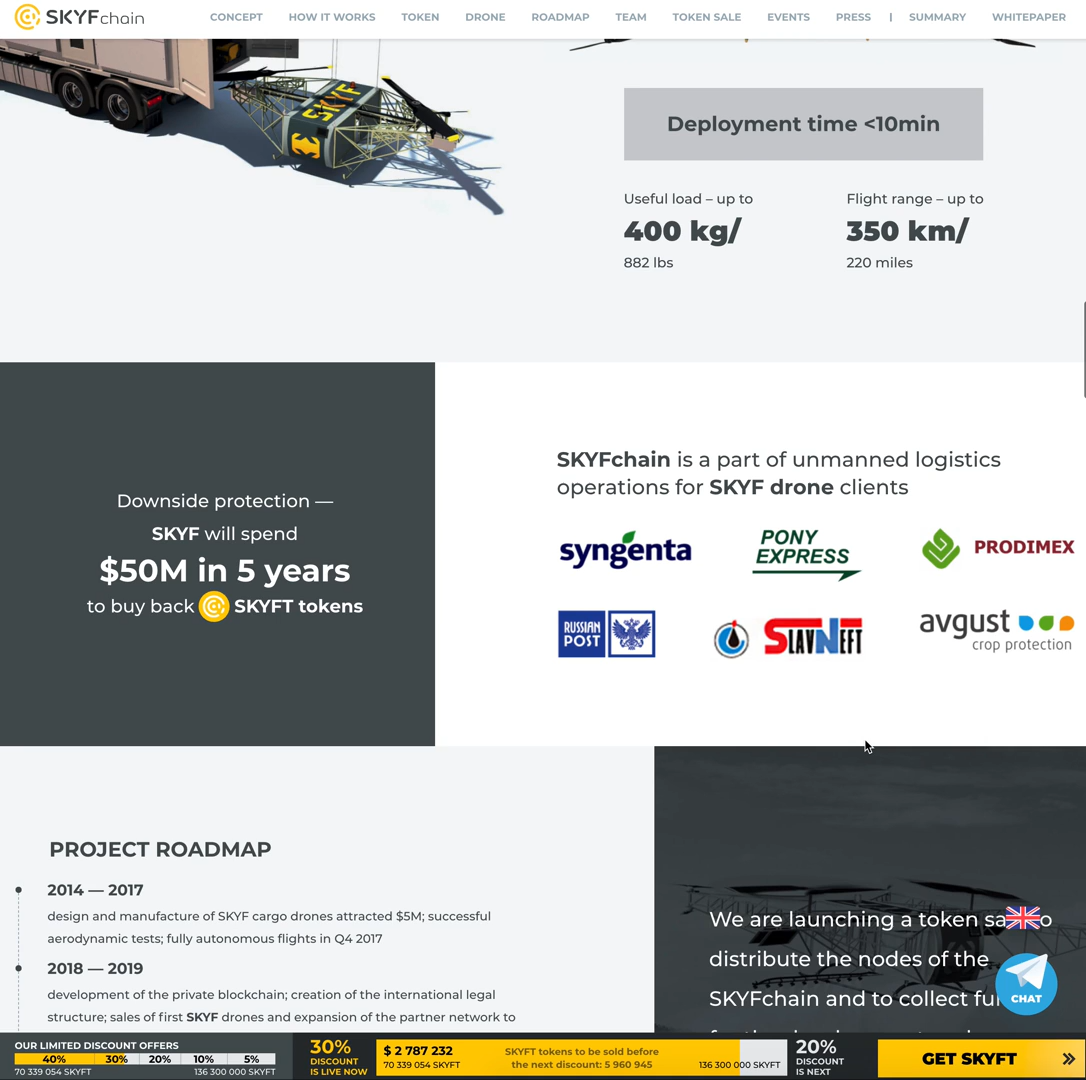 SKYFchain
CONCEPT HOW IT WORKS TOKEN DRONE ROADMAP TEAM TOKEN SALE EVENTS PRESS | SUMMARY WHITEPAPER
SKYF
Deployment time <10min
Useful load – up to
400 kg/
882 lbs
Flight range – up to
350 km/
220 miles
Downside protection —
SKYF will spend
$50M in 5 years
to buy back SKYFT tokens
SKYFchain is a part of unmanned logistics
operations for SKYF drone clients
syngenta
PONY
EXPRESS
PRODIMEX
RUSSIAN
POST
SLAVNEFT
avgust
crop protection
PROJECT ROADMAP
2014 — 2017
design and manufacture of SKYF cargo drones attracted $5M; successful
aerodynamic tests; fully autonomous flights in Q4 2017
2018 — 2019
development of the private blockchain; creation of the international legal
structure; sales of first SKYF drones and expansion of the partner network to
We are launching a token sa o
distribute the nodes of the
SKYFchain and to collect fu
CHAT
OUR LIMITED DISCOUNT OFFERS
40% 30% 20% 10% 5%
70 339 054 SKYFT 136 300 000 SKYFT
30%
DISCOUNT
IS LIVE NOW
$ 2 787 232
70 339 054 SKYFT
SKYFT tokens to be sold before
the next discount: 5 960 945
136 300 000 SKYFT
20%
DISCOUNT
IS NEXT
GET SKYFT